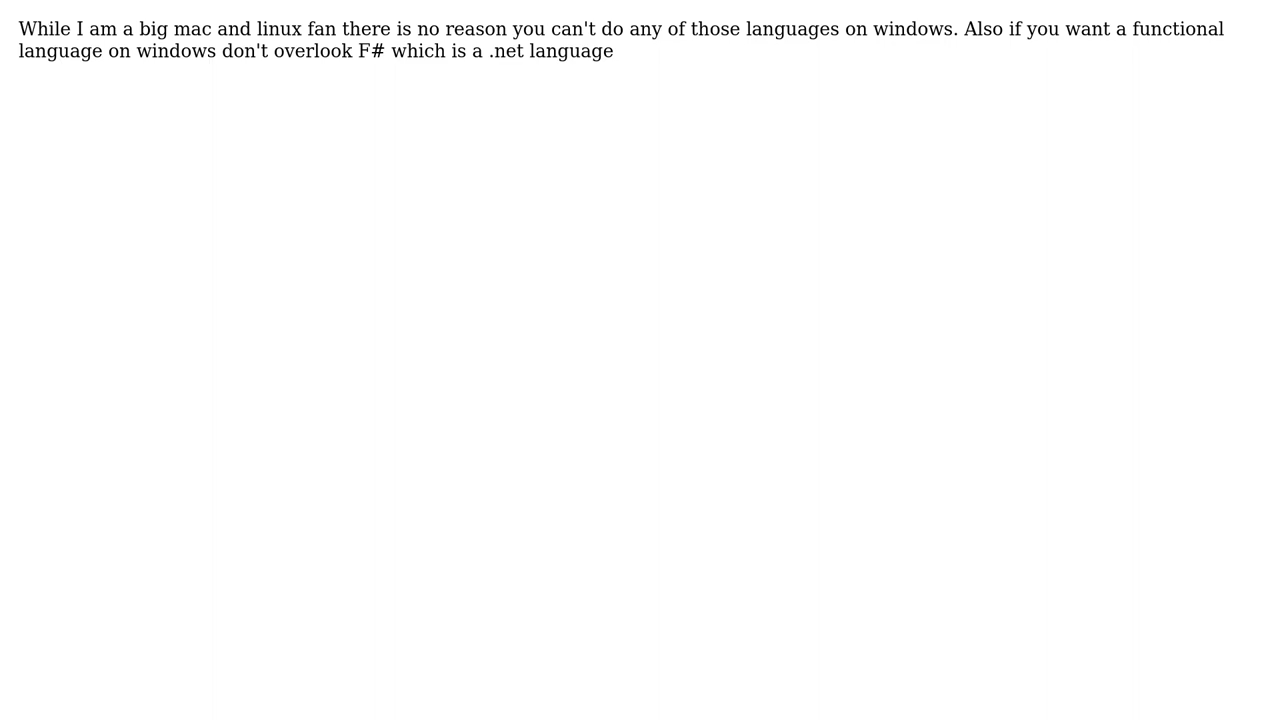 While I am a big mac and linux fan there is no reason you can't do any of those languages on windows. Also if you want a functional
language on windows don't overlook F# which is a .net language